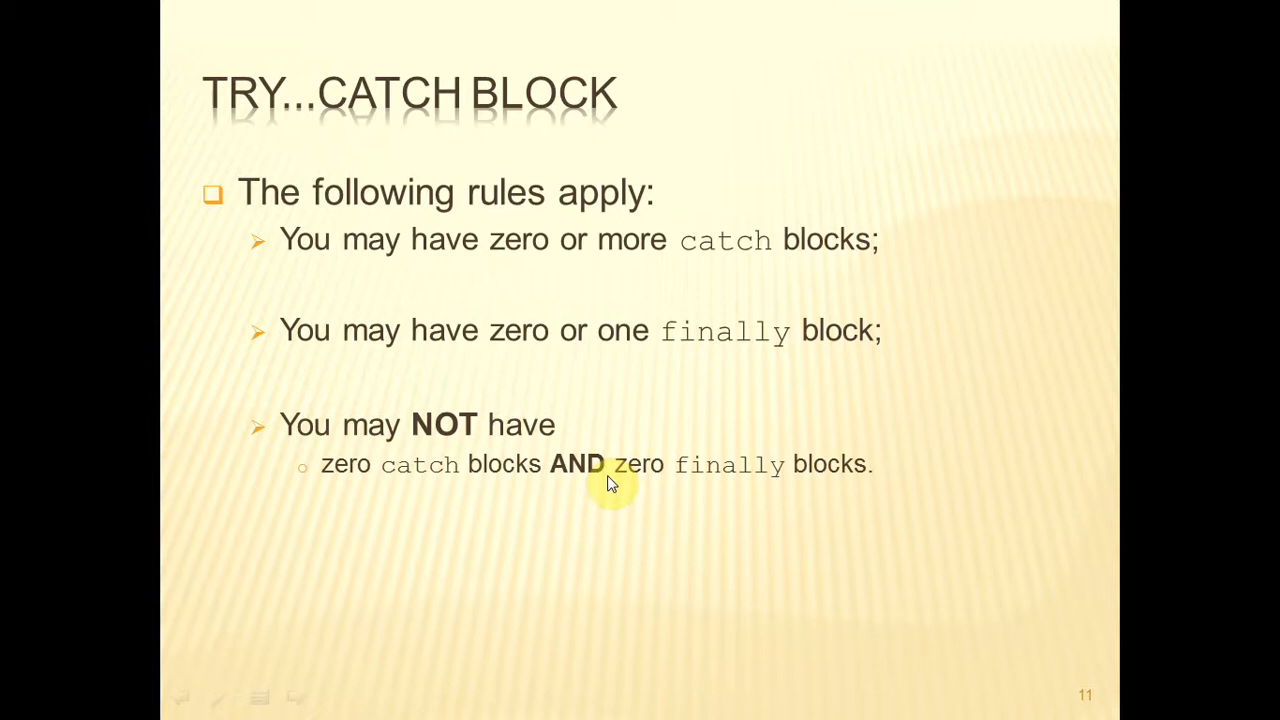 TRY...CATCH BLOCK
The following rules apply:
You may have zero or more catch blocks;
You may have zero or one finally block;
You may NOT have
zero catch blocks AND zero finally blocks.
11